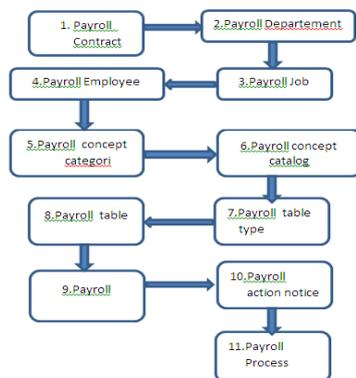 1. Payroll
Contract
2.Payroll Departement
4.Payroll Employee
3.Payroll Job
5.Payroll concept
categori
6.Payroll concept
catalog
8.Payroll table
7.Payroll table
type
9.Payroll
10.Payroll
action notice
11.Payroll
Process